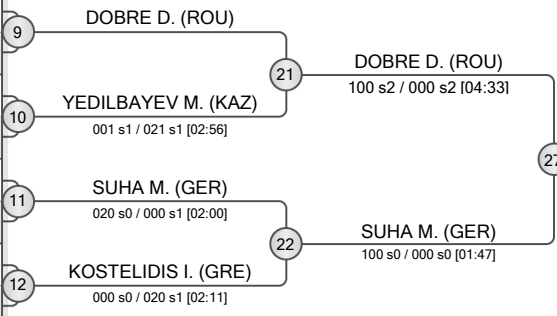 9
DOBRE D. (ROU)
21
DOBRE D. (ROU)
100 s2 / 000 s2 [04:33]
10
YEDILBAYEV M. (KAZ)
001 s1 / 021 s1 [02:56]
27
11
SUHA M. (GER)
020 s0 / 000 s1 [02:00]
22
SUHA M. (GER)
100 s0 / 000 s0 [01:47]
12
KOSTELIDIS I. (GRE)
000 s0 / 020 s1 [02:11]